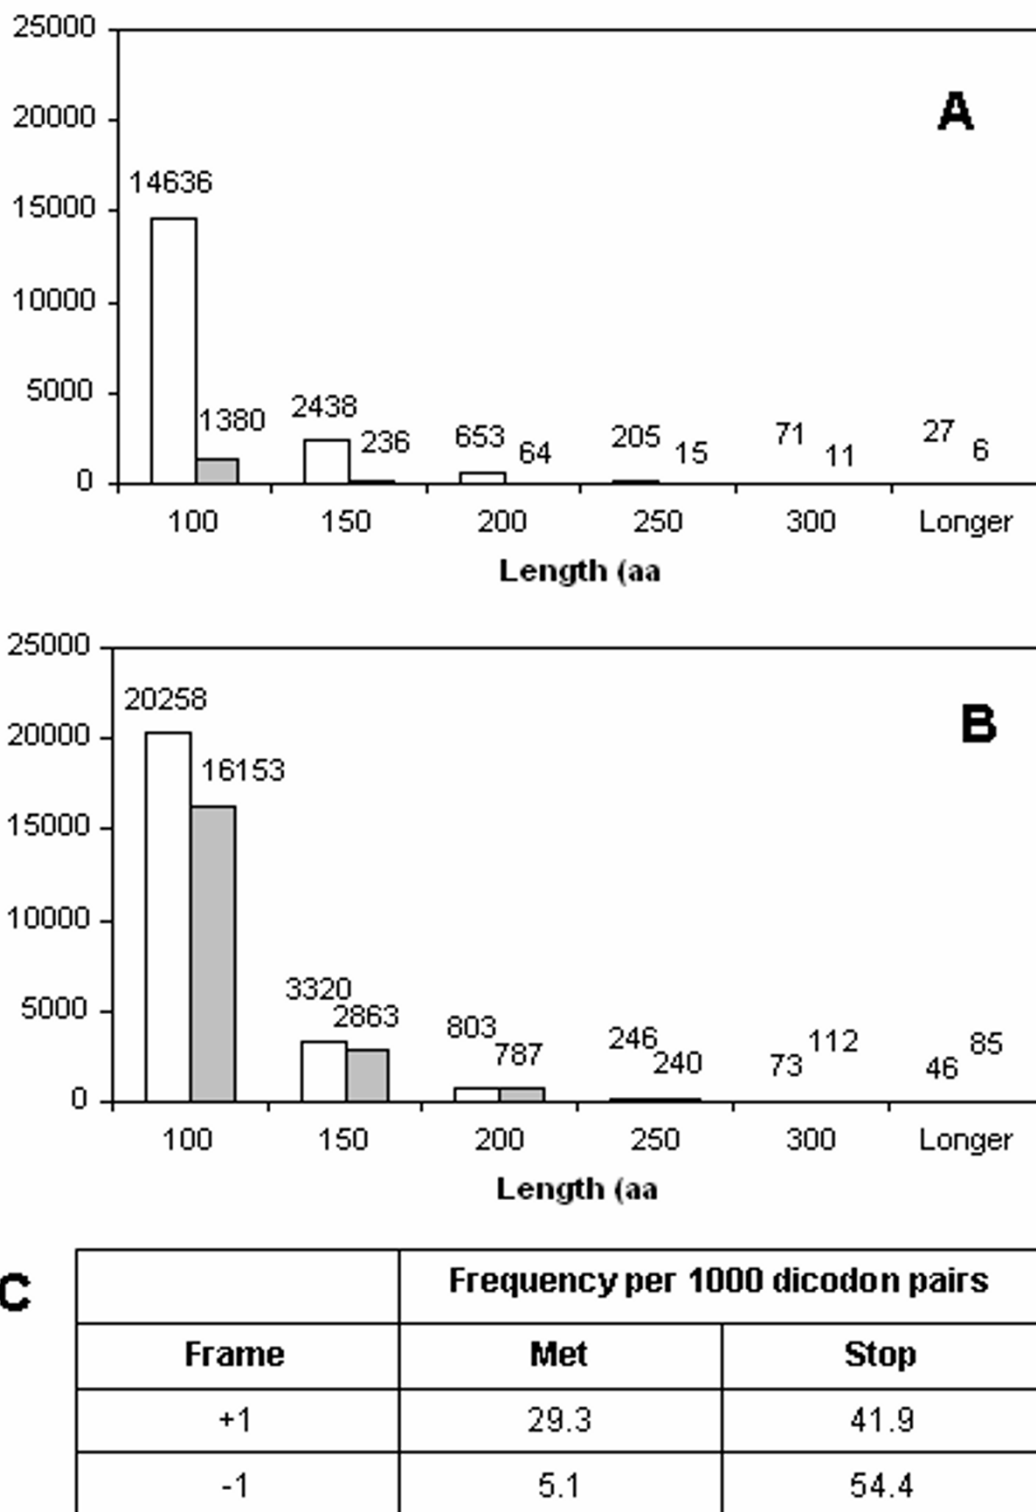 25000
A
20000
14636
15000
10000
5000
1380 2438 236 653 64 205 15 71 11 27 6
0
100 150 200 250 300 Longer
Length (aa
25000
20258
B
20000
16153
15000
10000
5000
3320 2863 803 787 246 240 73 112 46 85
0
100 150 200 250 300 Longer
Length (aa
C
Frequency per 1000 dicodon pairs
Frame Met Stop
+1 29.3 41.9
-1 5.1 54.4